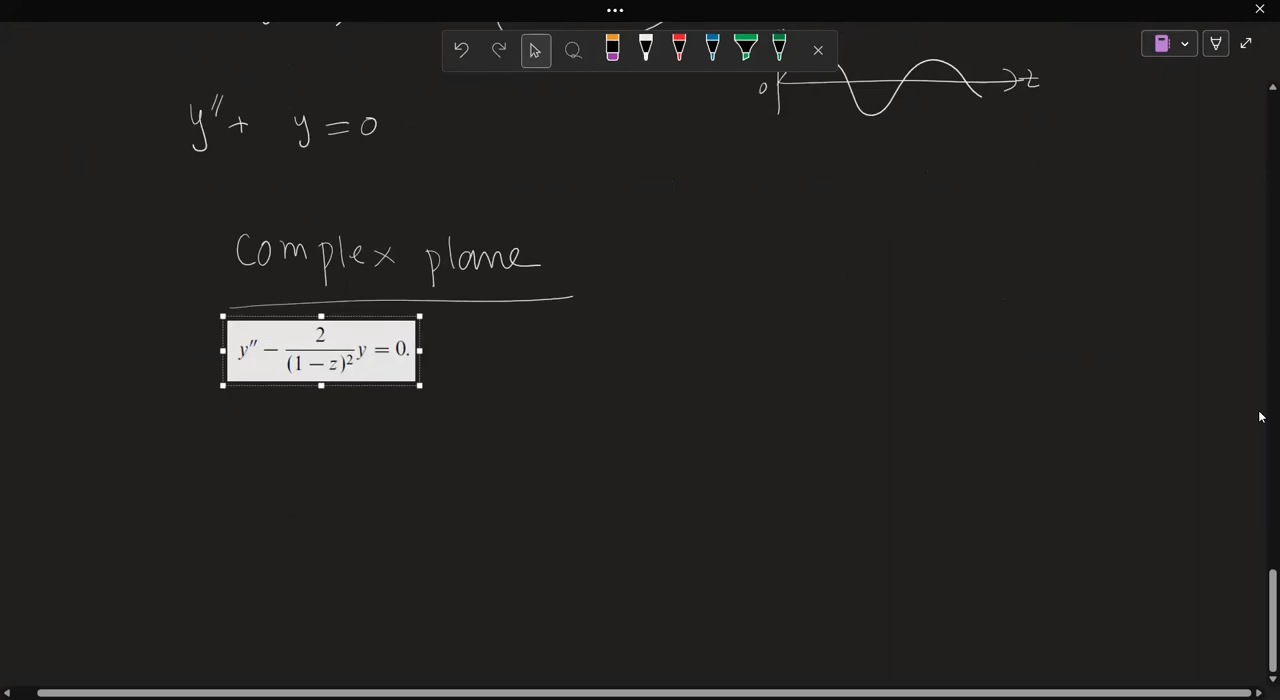 0
z
y'' + y = 0
Complex plane
y'' − 2/(1 − z)² y = 0.